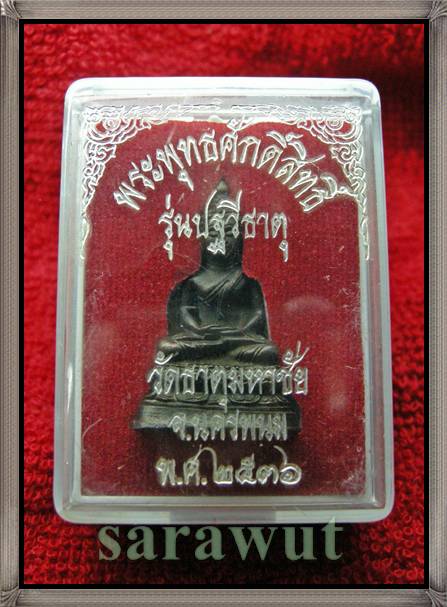 พระพุทธศักดิ์สิทธิ์
รุ่นปฐวีธาตุ
วัดธาตุมหาชัย
จ.นครพนม
พ.ศ.๒๕๓๖
sarawut